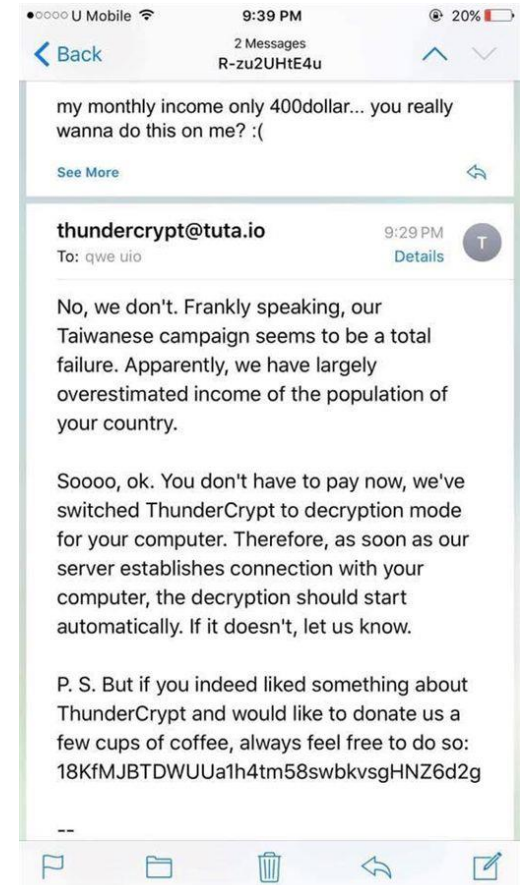 U Mobile 9:39 PM 20%
Back
2 Messages
R-zu2UHtE4u
my monthly income only 400dollar... you really
wanna do this on me? :(
See More
thundercrypt@tuta.io 9:29 PM T
To: qwe uio Details
No, we don't. Frankly speaking, our
Taiwanese campaign seems to be a total
failure. Apparently, we have largely
overestimated income of the population of
your country.
Soooo, ok. You don't have to pay now, we've
switched ThunderCrypt to decryption mode
for your computer. Therefore, as soon as our
server establishes connection with your
computer, the decryption should start
automatically. If it doesn't, let us know.
P. S. But if you indeed liked something about
ThunderCrypt and would like to donate us a
few cups of coffee, always feel free to do so:
18KfMJBTDWUUa1h4tm58swbkvsgHNZ6d2g
--